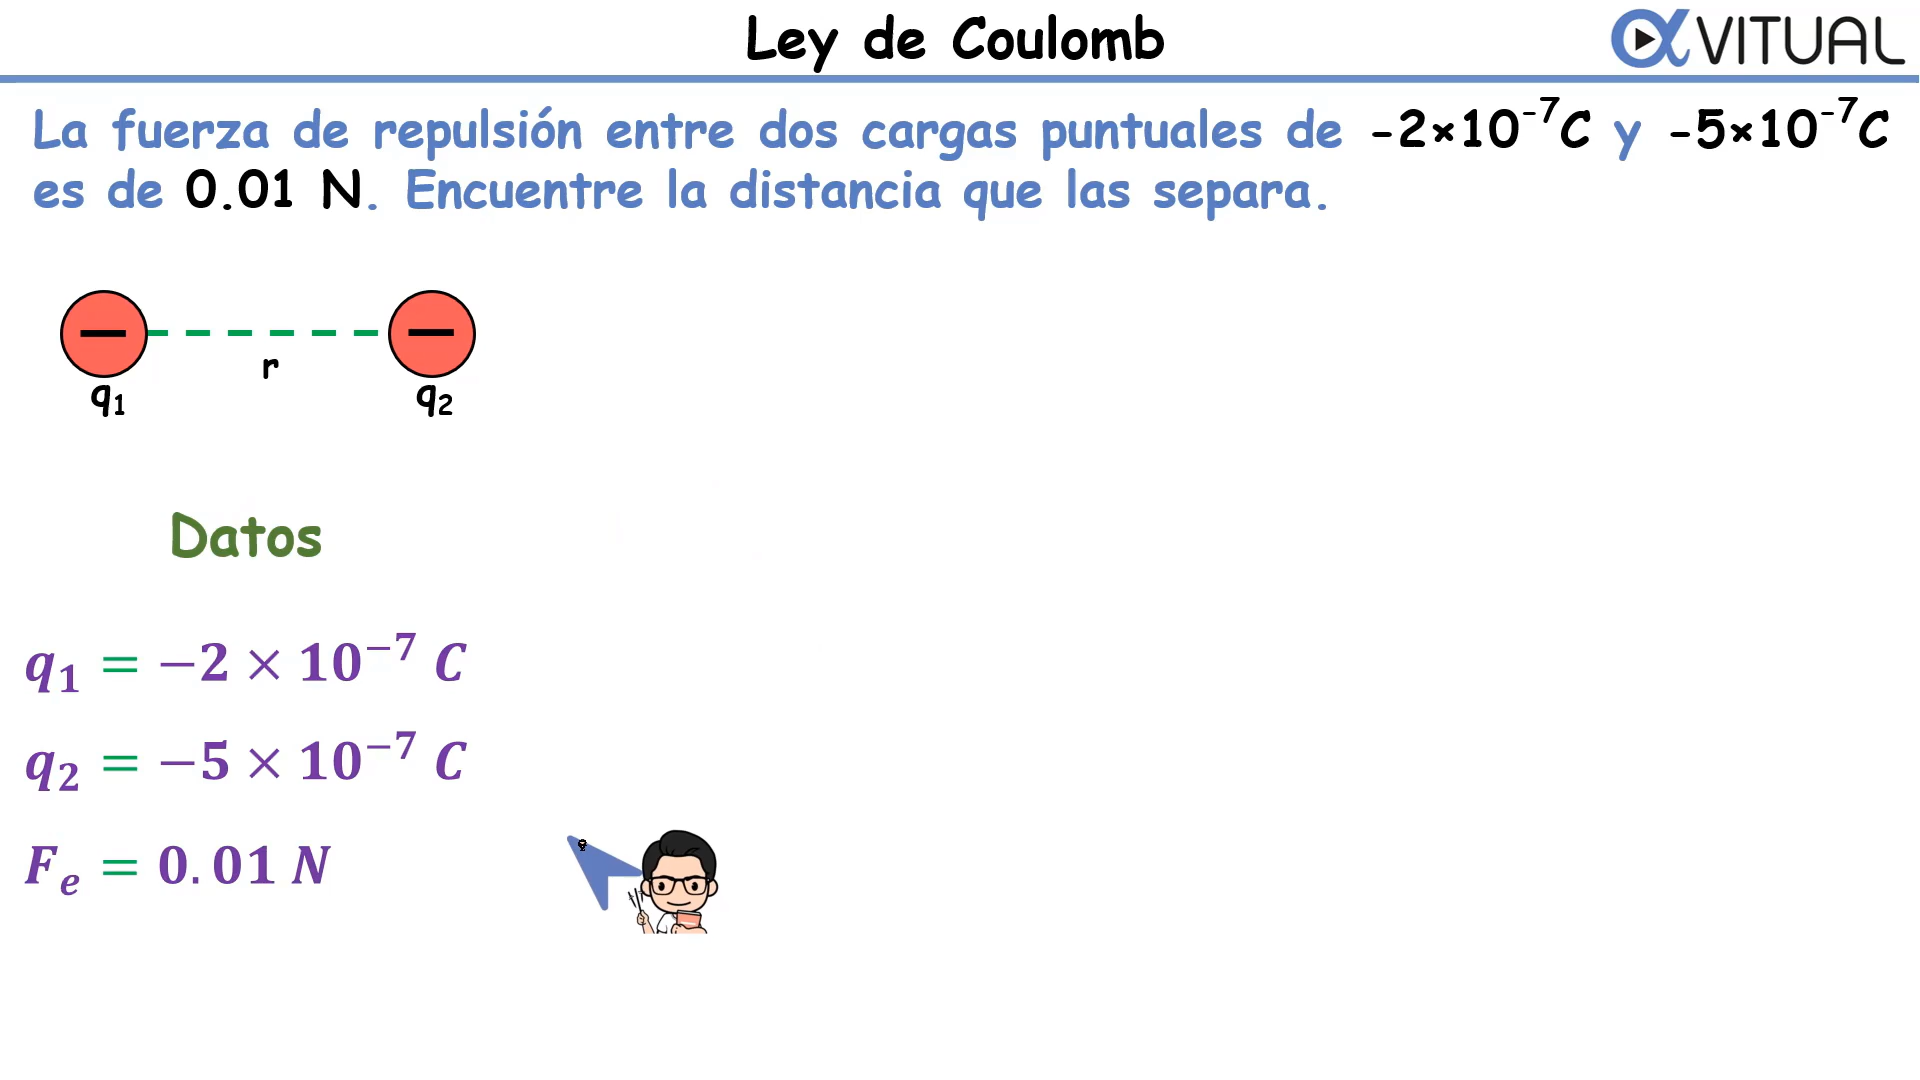 Ley de Coulomb
VITUAL
La fuerza de repulsión entre dos cargas puntuales de -2×10⁻⁷C y -5×10⁻⁷C
es de 0.01 N. Encuentre la distancia que las separa.
r
q₁ q₂
Datos
q₁ = −2 × 10⁻⁷ C
q₂ = −5 × 10⁻⁷ C
Fₑ = 0.01 N